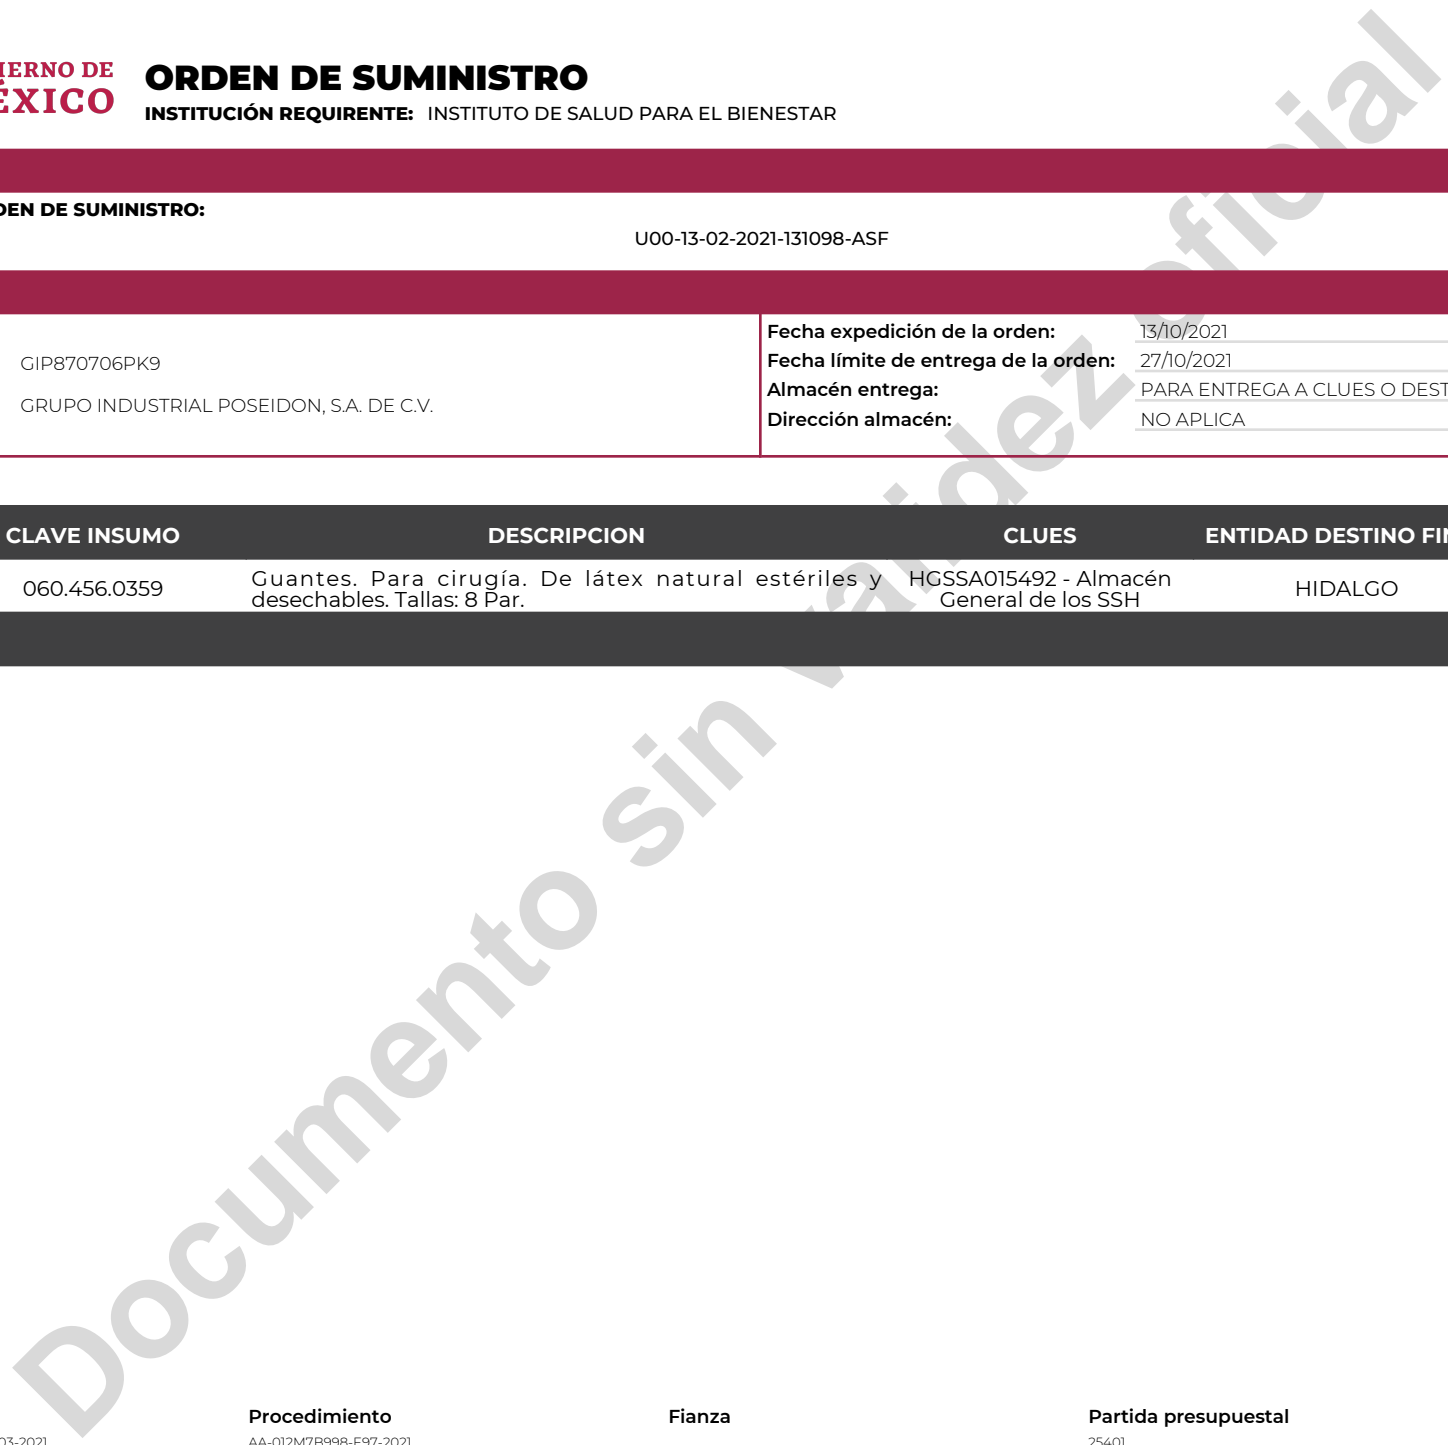 IERNO DE
ÉXICO
ORDEN DE SUMINISTRO
INSTITUCIÓN REQUIRENTE: INSTITUTO DE SALUD PARA EL BIENESTAR
DEN DE SUMINISTRO:
U00-13-02-2021-131098-ASF
GIP870706PK9
GRUPO INDUSTRIAL POSEIDON, S.A. DE C.V.
Fecha expedición de la orden: 13/10/2021
Fecha límite de entrega de la orden: 27/10/2021
Almacén entrega: PARA ENTREGA A CLUES O DEST
Dirección almacén: NO APLICA
CLAVE INSUMO DESCRIPCION CLUES ENTIDAD DESTINO FIN
060.456.0359 Guantes. Para cirugía. De látex natural estériles y desechables. Tallas: 8 Par. HGSSA015492 - Almacén General de los SSH HIDALGO
Documento sin validez oficial
Procedimiento Fianza Partida presupuestal
03-2021 AA-012M7B998-E97-2021 25401